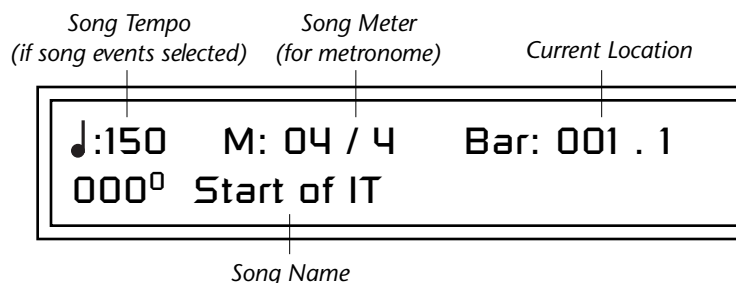 Song Tempo
(if song events selected)
Song Meter
(for metronome)
Current Location
♩:150 M: 04 / 4 Bar: 001 . 1
000⁰ Start of IT
Song Name